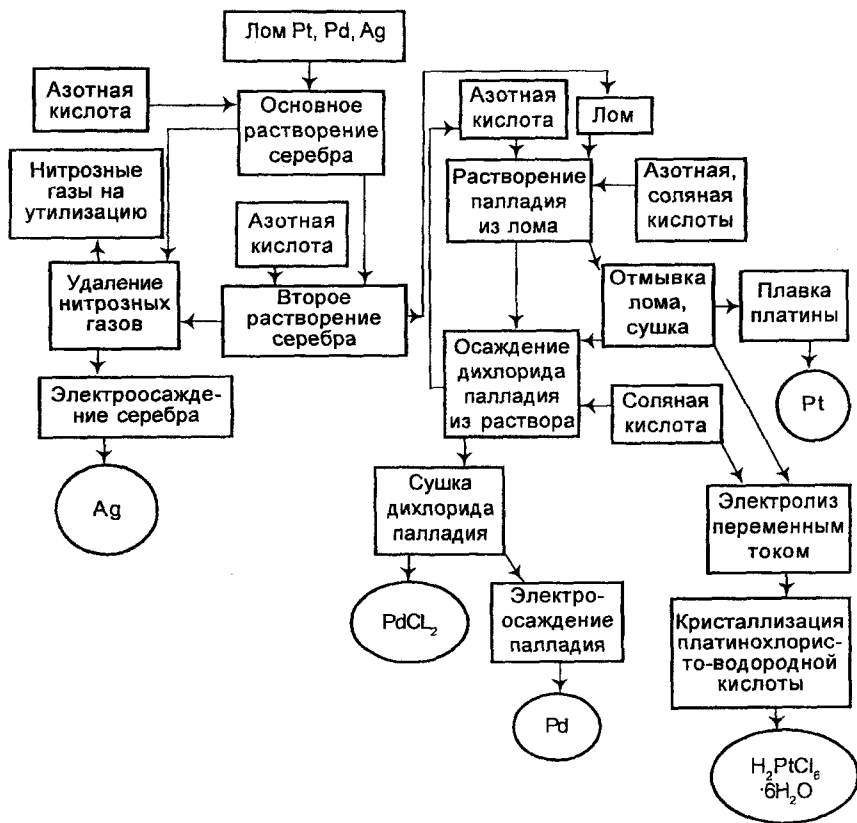 Лом Pt, Pd, Ag
Азотная
кислота
Основное
растворение
серебра
Азотная
кислота
Лом
Нитрозные
газы на
утилизацию
Растворение
палладия
из лома
Азотная,
соляная
кислоты
Азотная
кислота
Удаление
нитрозных
газов
Второе
растворение
серебра
Отмывка
лома,
сушка
Плавка
платины
Осаждение
дихлорида
палладия
из раствора
Электроосажде-
ние серебра
Соляная
кислота
Pt
Ag
Сушка
дихлорида
палладия
Электролиз
переменным
током
PdCL₂
Электро-
осаждение
палладия
Кристаллизация
платинохлорис-
то-водородной
кислоты
Pd
H₂PtCl₆
·6H₂O